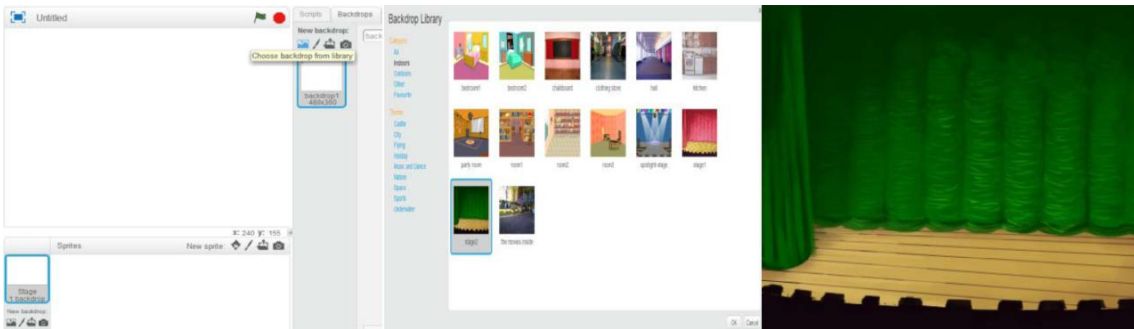 Untitled
Scripts
Backdrops
New backdrop:
back
Choose backdrop from library
backdrop1
480x360
x: 240 y: 155
Sprites
New sprite:
Stage
1 backdrop
New backdrop:
Backdrop Library
Category
All
Indoors
Outdoors
Other
Favourite
Theme
Castle
City
Flying
Holiday
Music and Dance
Nature
Space
Sports
Underwater
bedroom1
bedroom2
chalkboard
clothing store
hall
kitchen
party room
room1
room2
room3
spotlight-stage
stage1
stage2
the movies inside
OK
Cancel